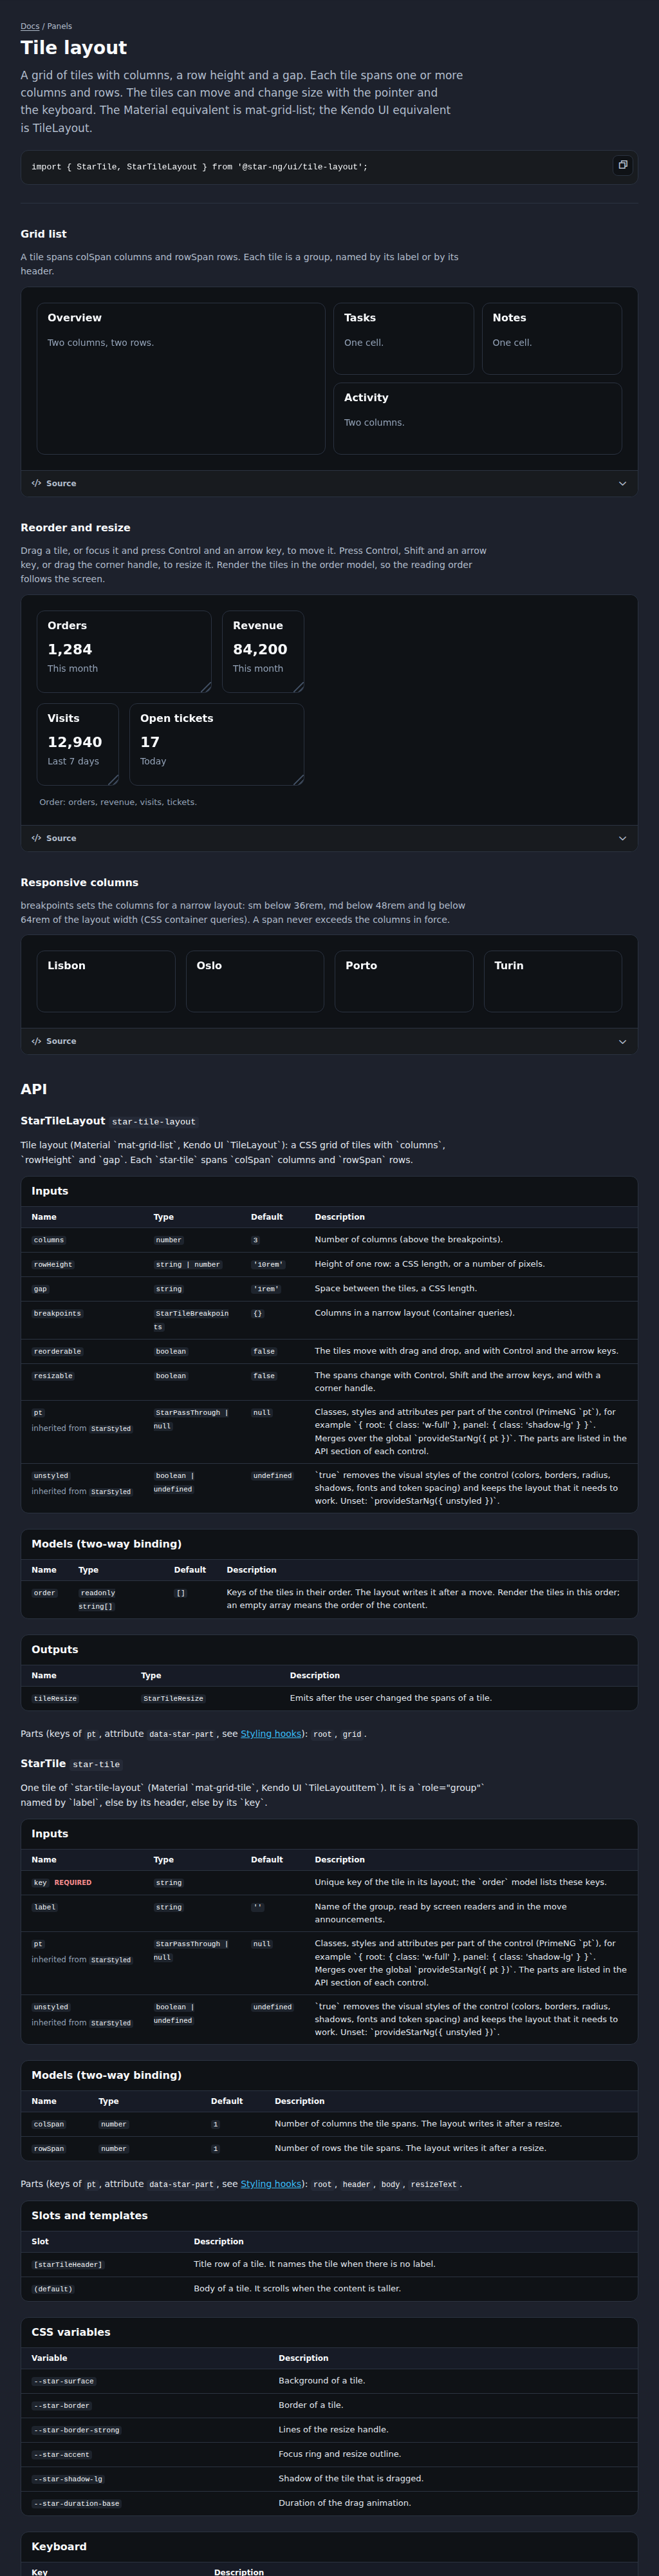 Docs / Panels
Tile layout
A grid of tiles with columns, a row height and a gap. Each tile spans one or more
columns and rows. The tiles can move and change size with the pointer and
the keyboard. The Material equivalent is mat-grid-list; the Kendo UI equivalent
is TileLayout.
import { StarTile, StarTileLayout } from '@star-ng/ui/tile-layout';
Grid list
A tile spans colSpan columns and rowSpan rows. Each tile is a group, named by its label or by its
header.
Overview
Two columns, two rows.
Tasks
One cell.
Notes
One cell.
Activity
Two columns.
Source
Reorder and resize
Drag a tile, or focus it and press Control and an arrow key, to move it. Press Control, Shift and an arrow
key, or drag the corner handle, to resize it. Render the tiles in the order model, so the reading order
follows the screen.
Orders
1,284
This month
Revenue
84,200
This month
Visits
12,940
Last 7 days
Open tickets
17
Today
Order: orders, revenue, visits, tickets.
Source
Responsive columns
breakpoints sets the columns for a narrow layout: sm below 36rem, md below 48rem and lg below
64rem of the layout width (CSS container queries). A span never exceeds the columns in force.
Lisbon
Oslo
Porto
Turin
Source
API
StarTileLayout star-tile-layout
Tile layout (Material `mat-grid-list`, Kendo UI `TileLayout`): a CSS grid of tiles with `columns`,
`rowHeight` and `gap`. Each `star-tile` spans `colSpan` columns and `rowSpan` rows.
Inputs
Name Type Default Description
columns number 3 Number of columns (above the breakpoints).
rowHeight string | number '10rem' Height of one row: a CSS length, or a number of pixels.
gap string '1rem' Space between the tiles, a CSS length.
breakpoints StarTileBreakpoin {} Columns in a narrow layout (container queries).
ts
reorderable boolean false The tiles move with drag and drop, and with Control and the arrow keys.
resizable boolean false The spans change with Control, Shift and the arrow keys, and with a
corner handle.
pt StarPassThrough | null Classes, styles and attributes per part of the control (PrimeNG `pt`), for
inherited from StarStyled null example `{ root: { class: 'w-full' }, panel: { class: 'shadow-lg' } }`.
Merges over the global `provideStarNg({ pt })`. The parts are listed in the
API section of each control.
unstyled boolean | undefined `true` removes the visual styles of the control (colors, borders, radius,
inherited from StarStyled undefined shadows, fonts and token spacing) and keeps the layout that it needs to
work. Unset: `provideStarNg({ unstyled })`.
Models (two-way binding)
Name Type Default Description
order readonly [] Keys of the tiles in their order. The layout writes it after a move. Render the tiles in this order;
string[] an empty array means the order of the content.
Outputs
Name Type Description
tileResize StarTileResize Emits after the user changed the spans of a tile.
Parts (keys of pt, attribute data-star-part, see Styling hooks): root, grid.
StarTile star-tile
One tile of `star-tile-layout` (Material `mat-grid-tile`, Kendo UI `TileLayoutItem`). It is a `role="group"`
named by `label`, else by its header, else by its `key`.
Inputs
Name Type Default Description
key REQUIRED string Unique key of the tile in its layout; the `order` model lists these keys.
label string '' Name of the group, read by screen readers and in the move
announcements.
pt StarPassThrough | null Classes, styles and attributes per part of the control (PrimeNG `pt`), for
inherited from StarStyled null example `{ root: { class: 'w-full' }, panel: { class: 'shadow-lg' } }`.
Merges over the global `provideStarNg({ pt })`. The parts are listed in the
API section of each control.
unstyled boolean | undefined `true` removes the visual styles of the control (colors, borders, radius,
inherited from StarStyled undefined shadows, fonts and token spacing) and keeps the layout that it needs to
work. Unset: `provideStarNg({ unstyled })`.
Models (two-way binding)
Name Type Default Description
colSpan number 1 Number of columns the tile spans. The layout writes it after a resize.
rowSpan number 1 Number of rows the tile spans. The layout writes it after a resize.
Parts (keys of pt, attribute data-star-part, see Styling hooks): root, header, body, resizeText.
Slots and templates
Slot Description
[starTileHeader] Title row of a tile. It names the tile when there is no label.
(default) Body of a tile. It scrolls when the content is taller.
CSS variables
Variable Description
--star-surface Background of a tile.
--star-border Border of a tile.
--star-border-strong Lines of the resize handle.
--star-accent Focus ring and resize outline.
--star-shadow-lg Shadow of the tile that is dragged.
--star-duration-base Duration of the drag animation.
Keyboard
Key Description